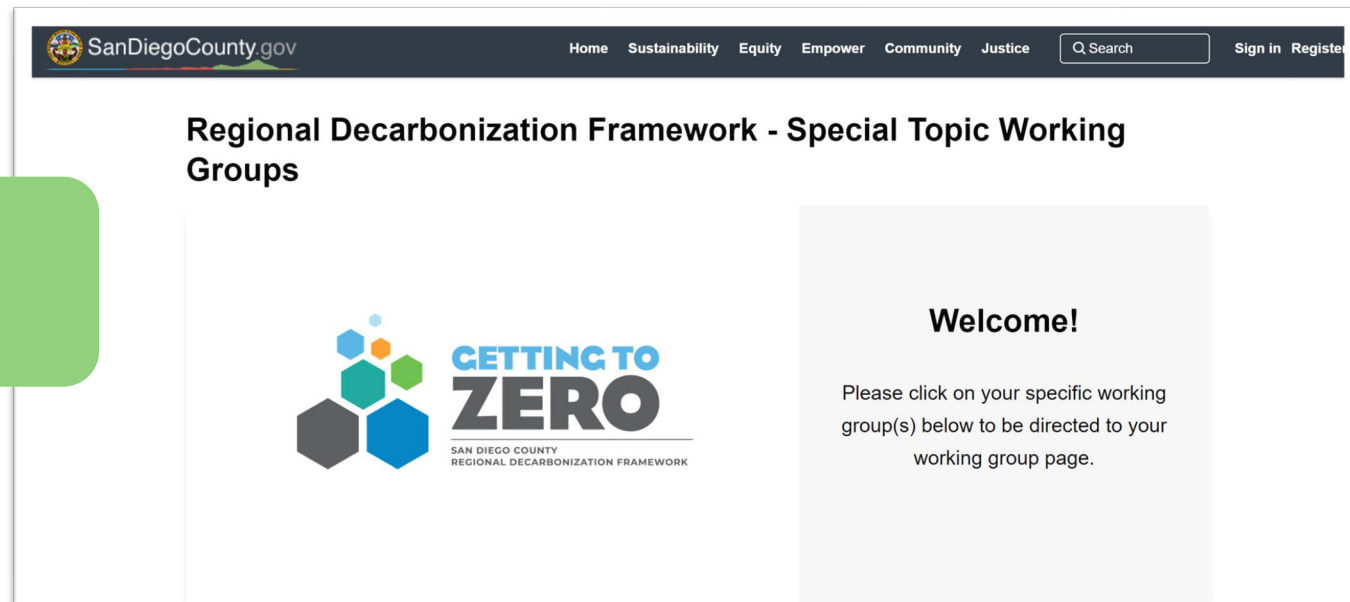 SanDiegoCounty.gov
Home Sustainability Equity Empower Community Justice Search Sign in Register
Regional Decarbonization Framework - Special Topic Working
Groups
GETTING TO
ZERO
SAN DIEGO COUNTY
REGIONAL DECARBONIZATION FRAMEWORK
Welcome!
Please click on your specific working
group(s) below to be directed to your
working group page.